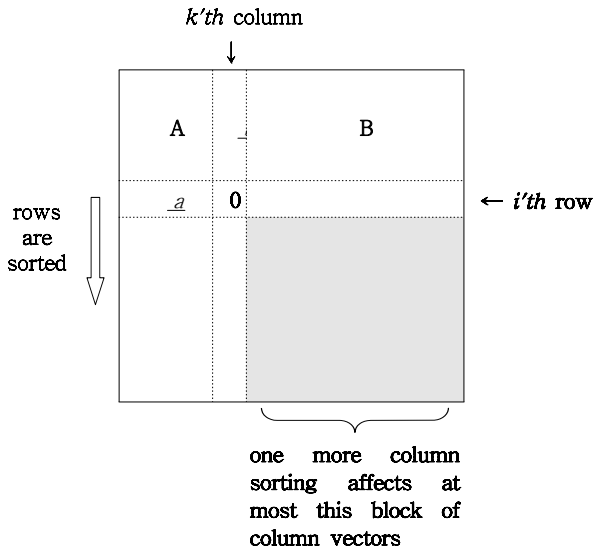 k'th column
A
B
a
0
i'th row
rows
are
sorted
one more column
sorting affects at
most this block of
column vectors